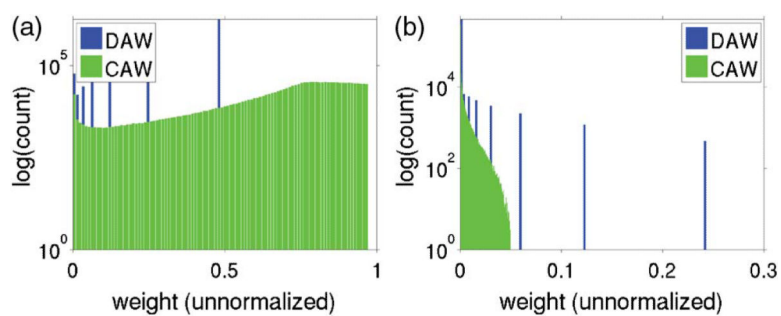 (a)
DAW
CAW
10^5
10^0
log(count)
0
0.5
1
weight (unnormalized)
(b)
DAW
CAW
10^4
10^2
10^0
log(count)
0
0.1
0.2
0.3
weight (unnormalized)